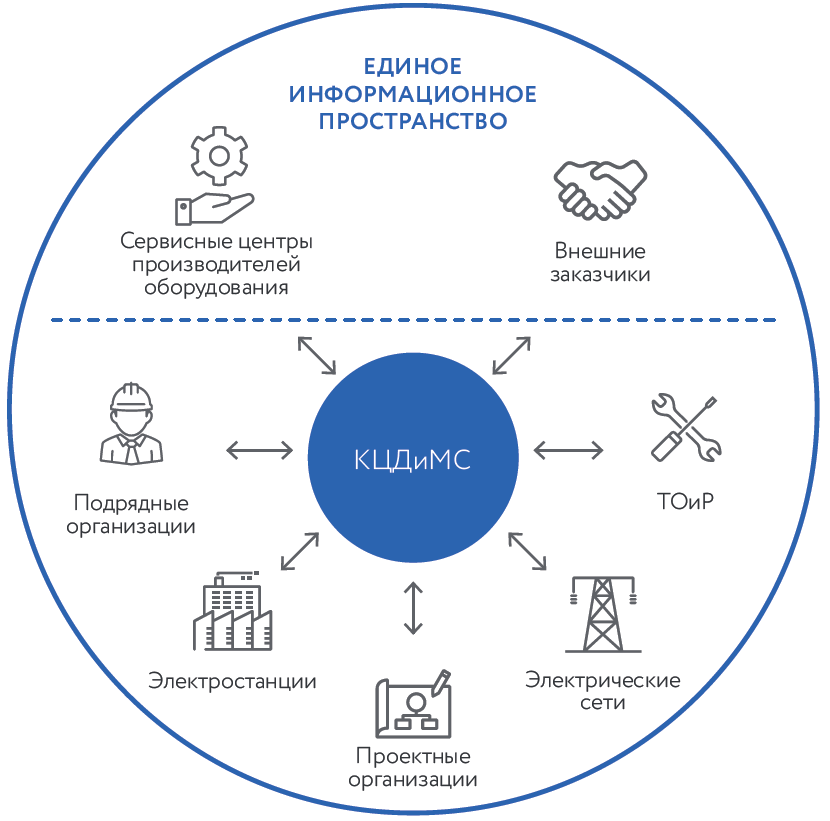 ЕДИНОЕ
ИНФОРМАЦИОННОЕ
ПРОСТРАНСТВО
Сервисные центры
производителей
оборудования
Внешние
заказчики
КЦДиМС
Подрядные
организации
ТОиР
Электростанции
Электрические
сети
Проектные
организации